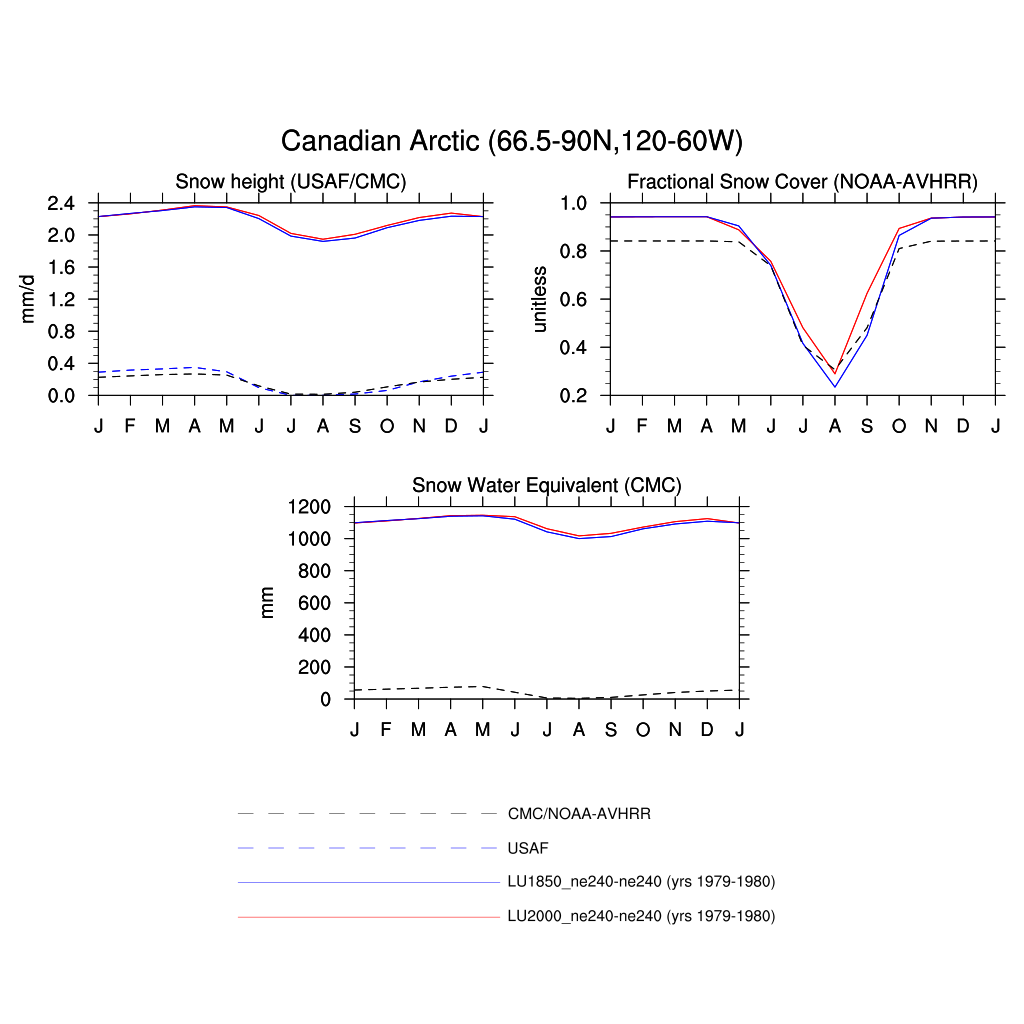 Canadian Arctic (66.5-90N,120-60W)
Snow height (USAF/CMC)
mm/d
2.4
2.0
1.6
1.2
0.8
0.4
0.0
J F M A M J J A S O N D J
Fractional Snow Cover (NOAA-AVHRR)
unitless
1.0
0.8
0.6
0.4
0.2
J F M A M J J A S O N D J
Snow Water Equivalent (CMC)
mm
1200
1000
800
600
400
200
0
J F M A M J J A S O N D J
CMC/NOAA-AVHRR
USAF
LU1850_ne240-ne240 (yrs 1979-1980)
LU2000_ne240-ne240 (yrs 1979-1980)